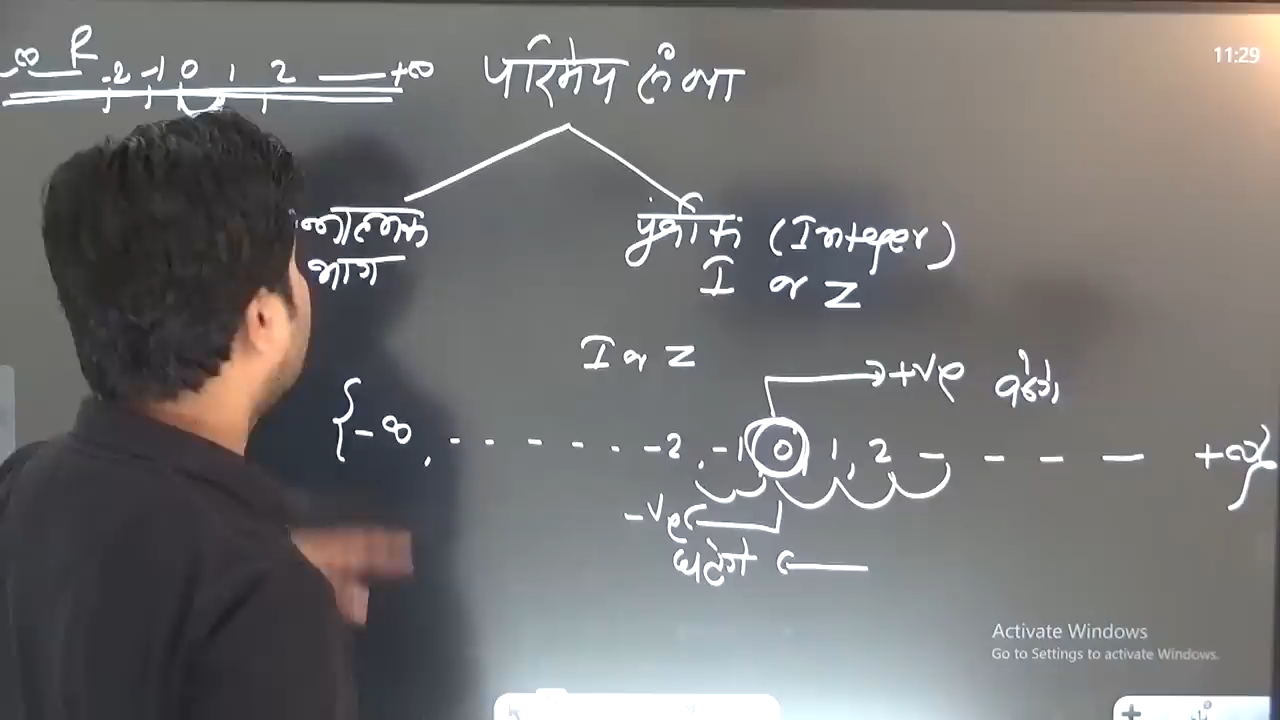 -∞ R -2 -1 0 1 2 +∞
परिमेय संख्या
11:29
भाग
पूर्णांक (Integer)
I or Z
I or Z
+ve बढेंगे
{-∞, - - - - - -2, -1 0 1, 2 - - - - +∞}
-ve
घटेंगे
Activate Windows
Go to Settings to activate Windows.